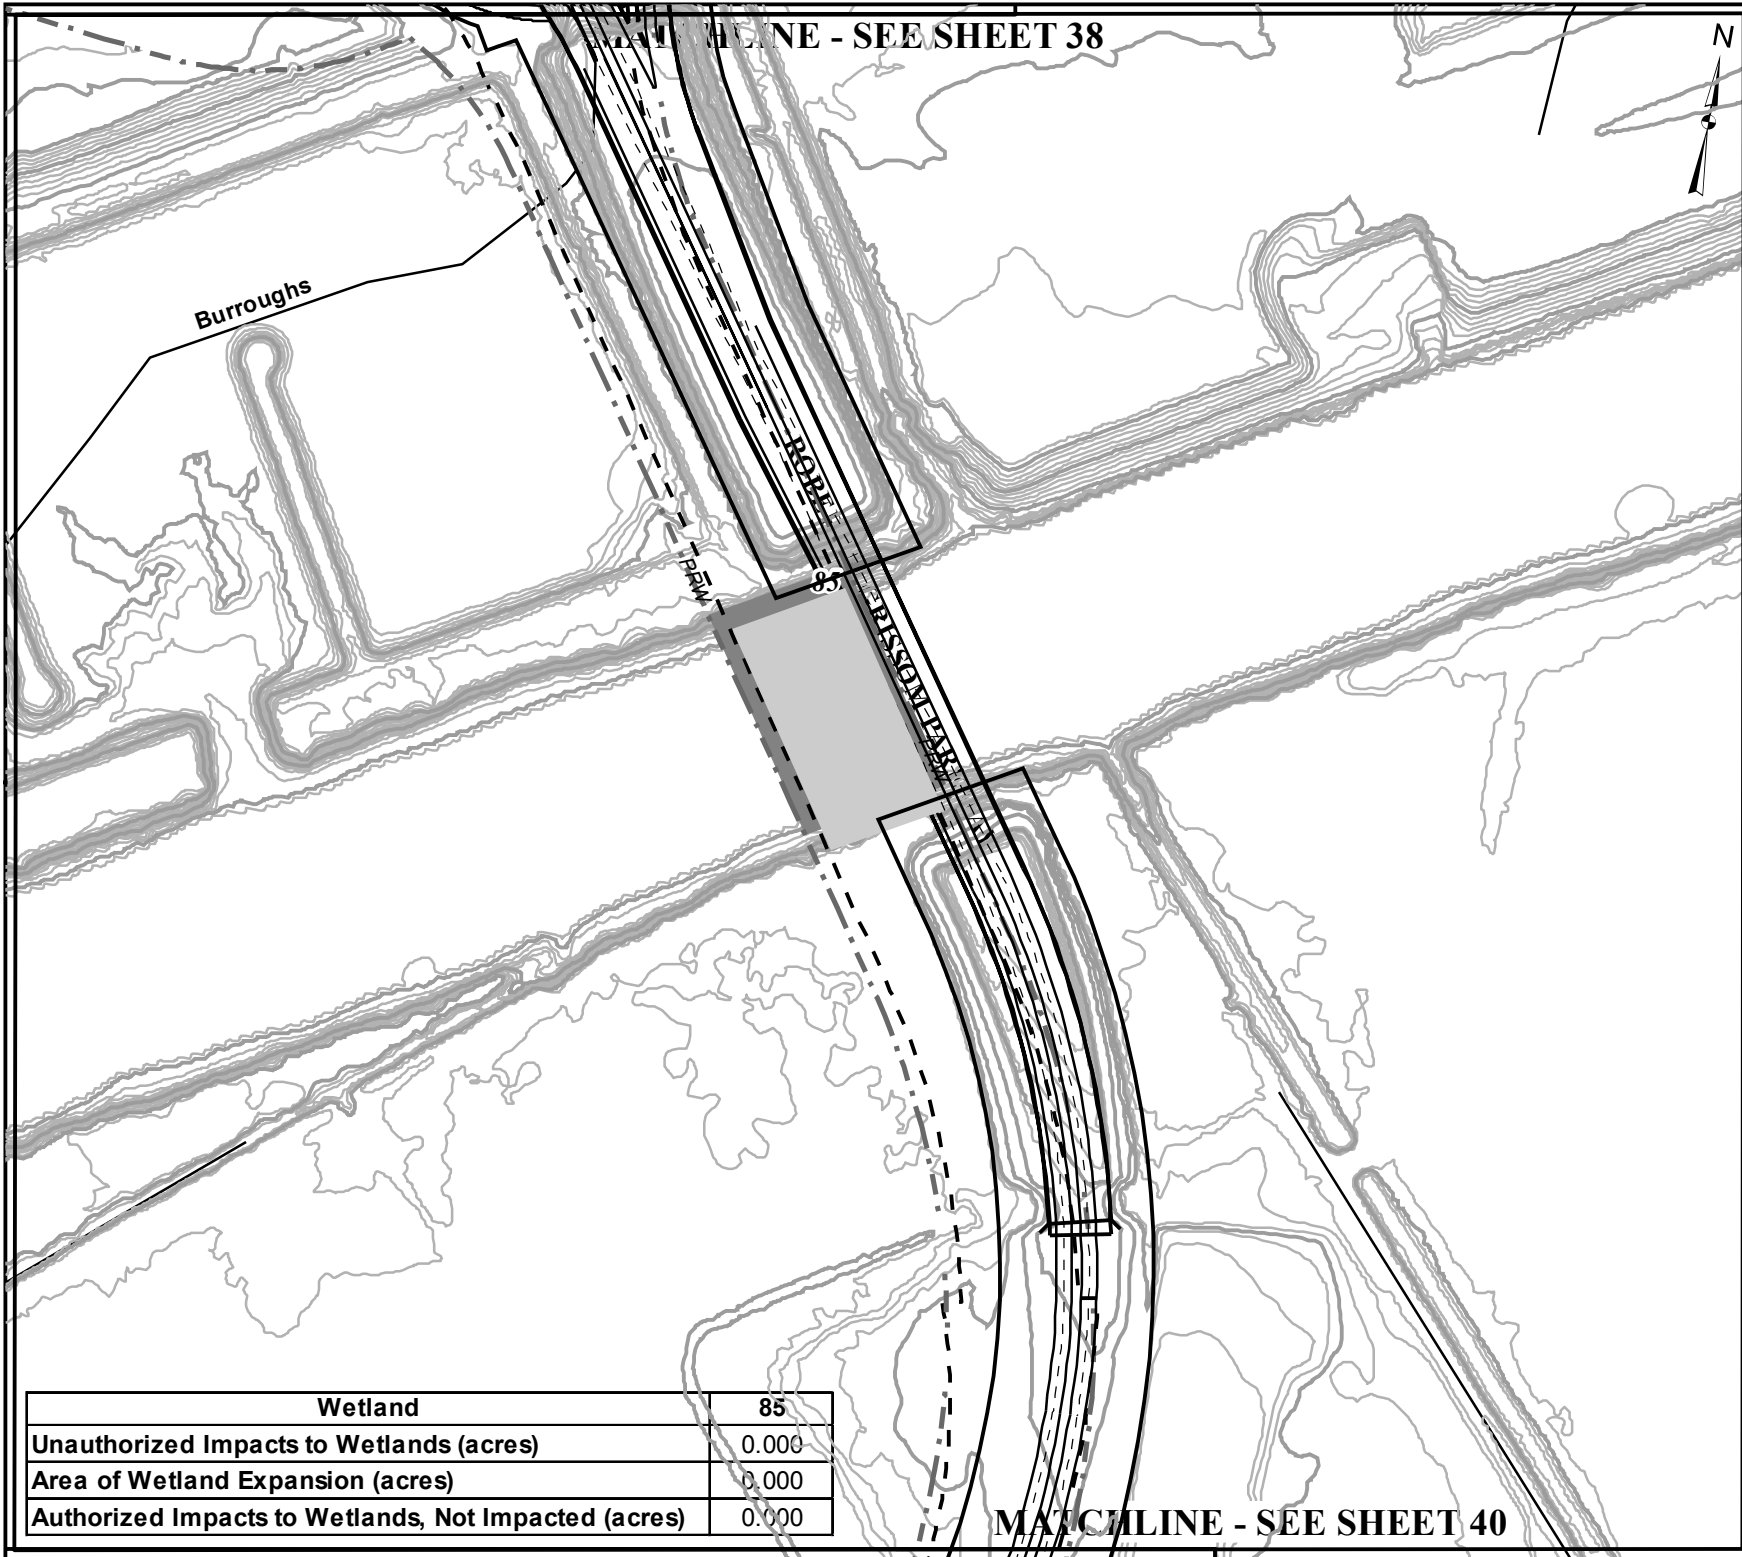 MATCHLINE - SEE SHEET 38
N
Burroughs
85
PRW
PRW
Wetland 85
Unauthorized Impacts to Wetlands (acres) 0.000
Area of Wetland Expansion (acres) 0.000
Authorized Impacts to Wetlands, Not Impacted (acres) 0.000
MATCHLINE - SEE SHEET 40